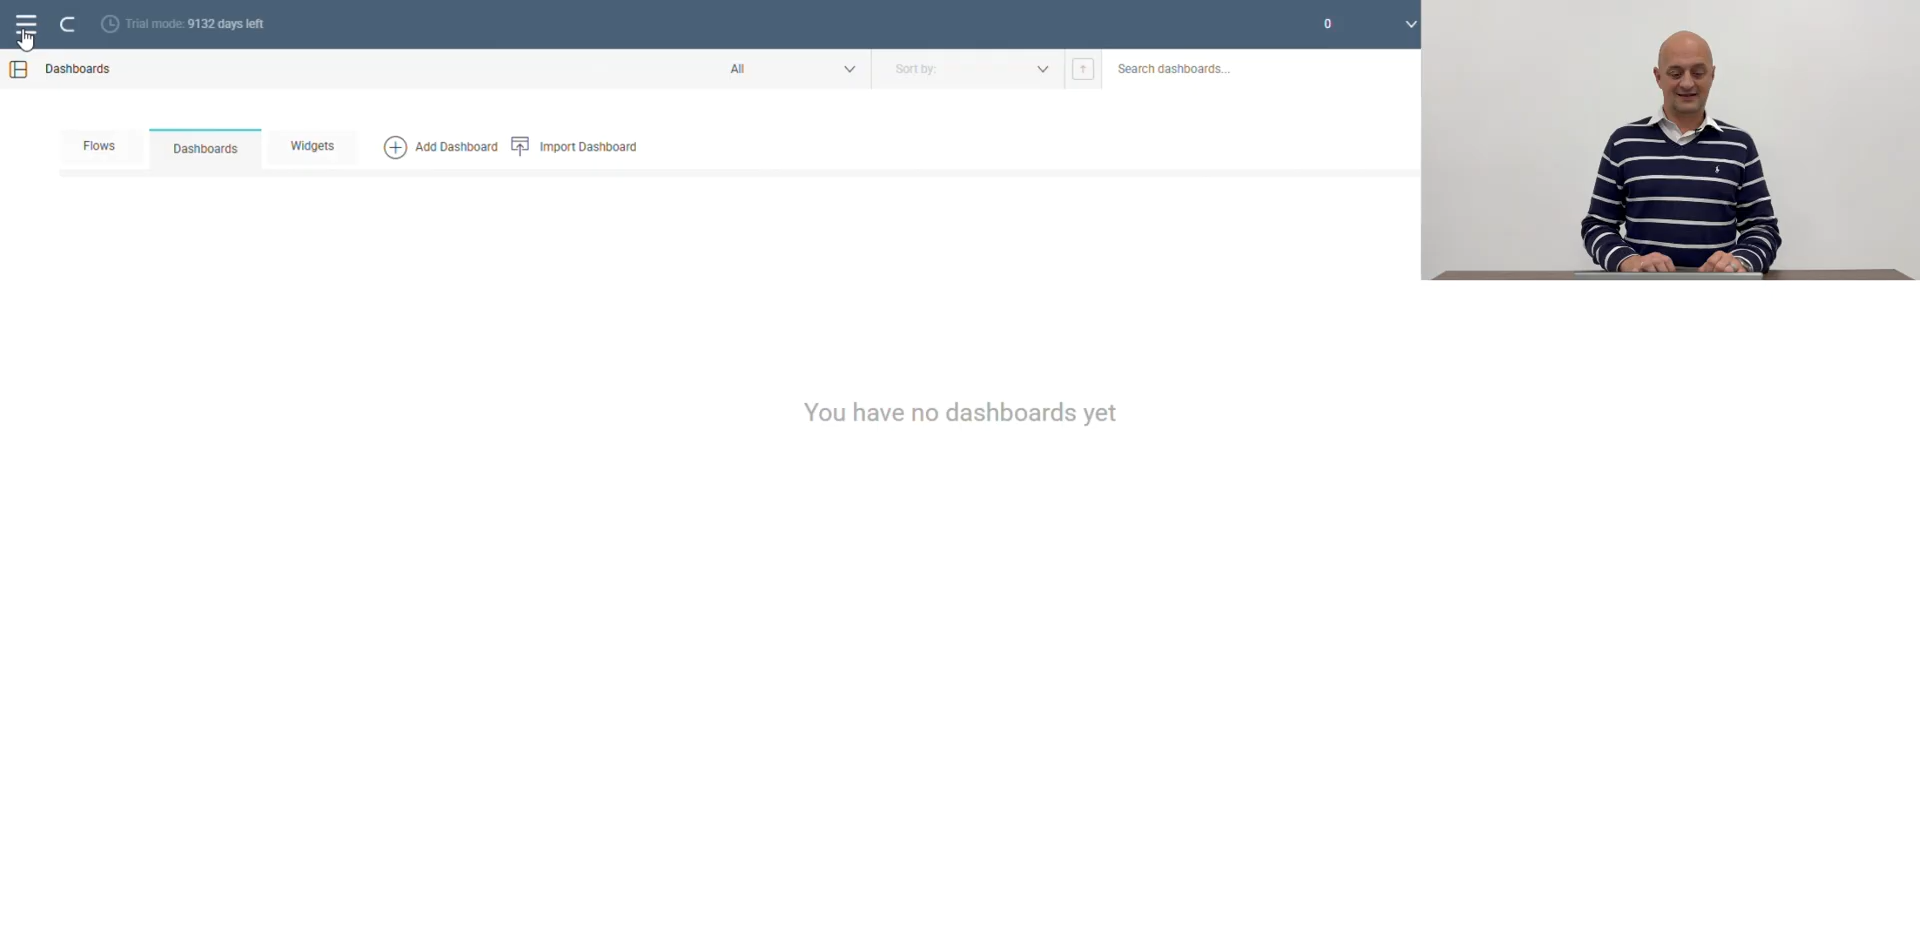 Trial mode: 9132 days left
0
Dashboards
All
Sort by:
Search dashboards...
Flows
Dashboards
Widgets
Add Dashboard
Import Dashboard
You have no dashboards yet